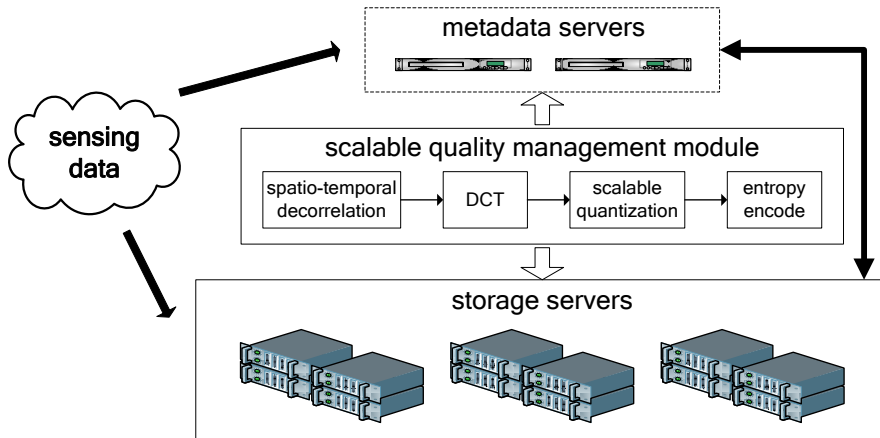 metadata servers
sensing
data
scalable quality management module
spatio-temporal
decorrelation
DCT
scalable
quantization
entropy
encode
storage servers